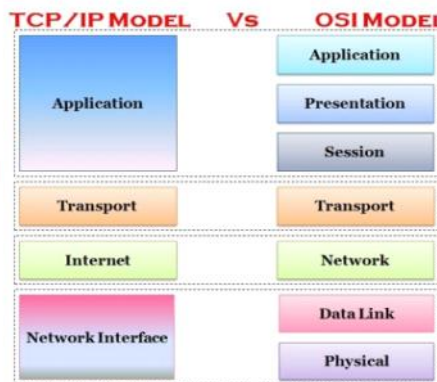 TCP/IP MODEL Vs OSI MODEL
Application
Application
Presentation
Session
Transport
Transport
Internet
Network
Network Interface
Data Link
Physical